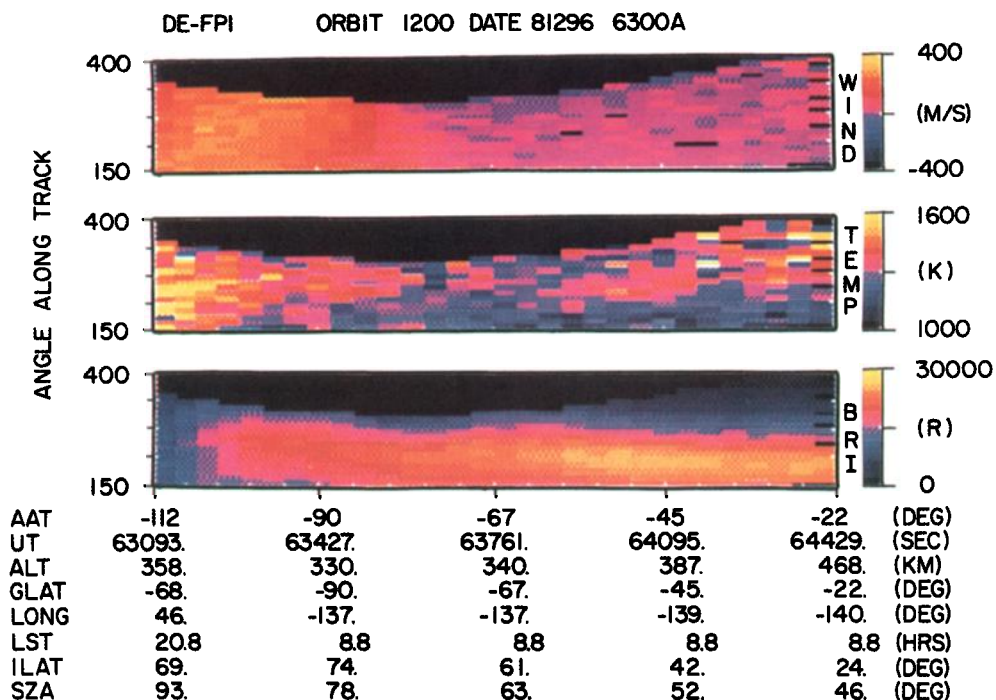 DE-FPI ORBIT 1200 DATE 81296 6300A
ANGLE ALONG TRACK
400
150
WIND
400
(M/S)
-400
400
150
TEMP
1600
(K)
1000
400
150
BRI
30000
(R)
0
AAT -112 -90 -67 -45 -22 (DEG)
UT 63093. 63427. 63761. 64095. 64429. (SEC)
ALT 358. 330. 340. 387. 468. (KM)
GLAT -68. -90. -67. -45. -22. (DEG)
LONG 46. -137. -137. -139. -140. (DEG)
LST 20.8 8.8 8.8 8.8 8.8 (HRS)
ILAT 69. 74. 61. 42. 24. (DEG)
SZA 93. 78. 63. 52. 46. (DEG)